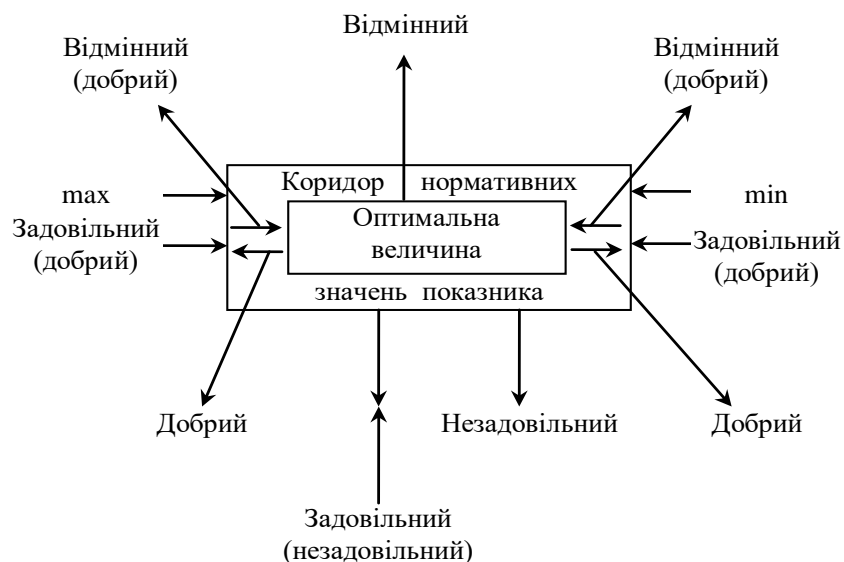 Відмінний
Відмінний
(добрий)
Відмінний
(добрий)
Коридор нормативних
max
min
Оптимальна
величина
Задовільний
(добрий)
Задовільний
(добрий)
значень показника
Добрий
Незадовільний
Добрий
Задовільний
(незадовільний)